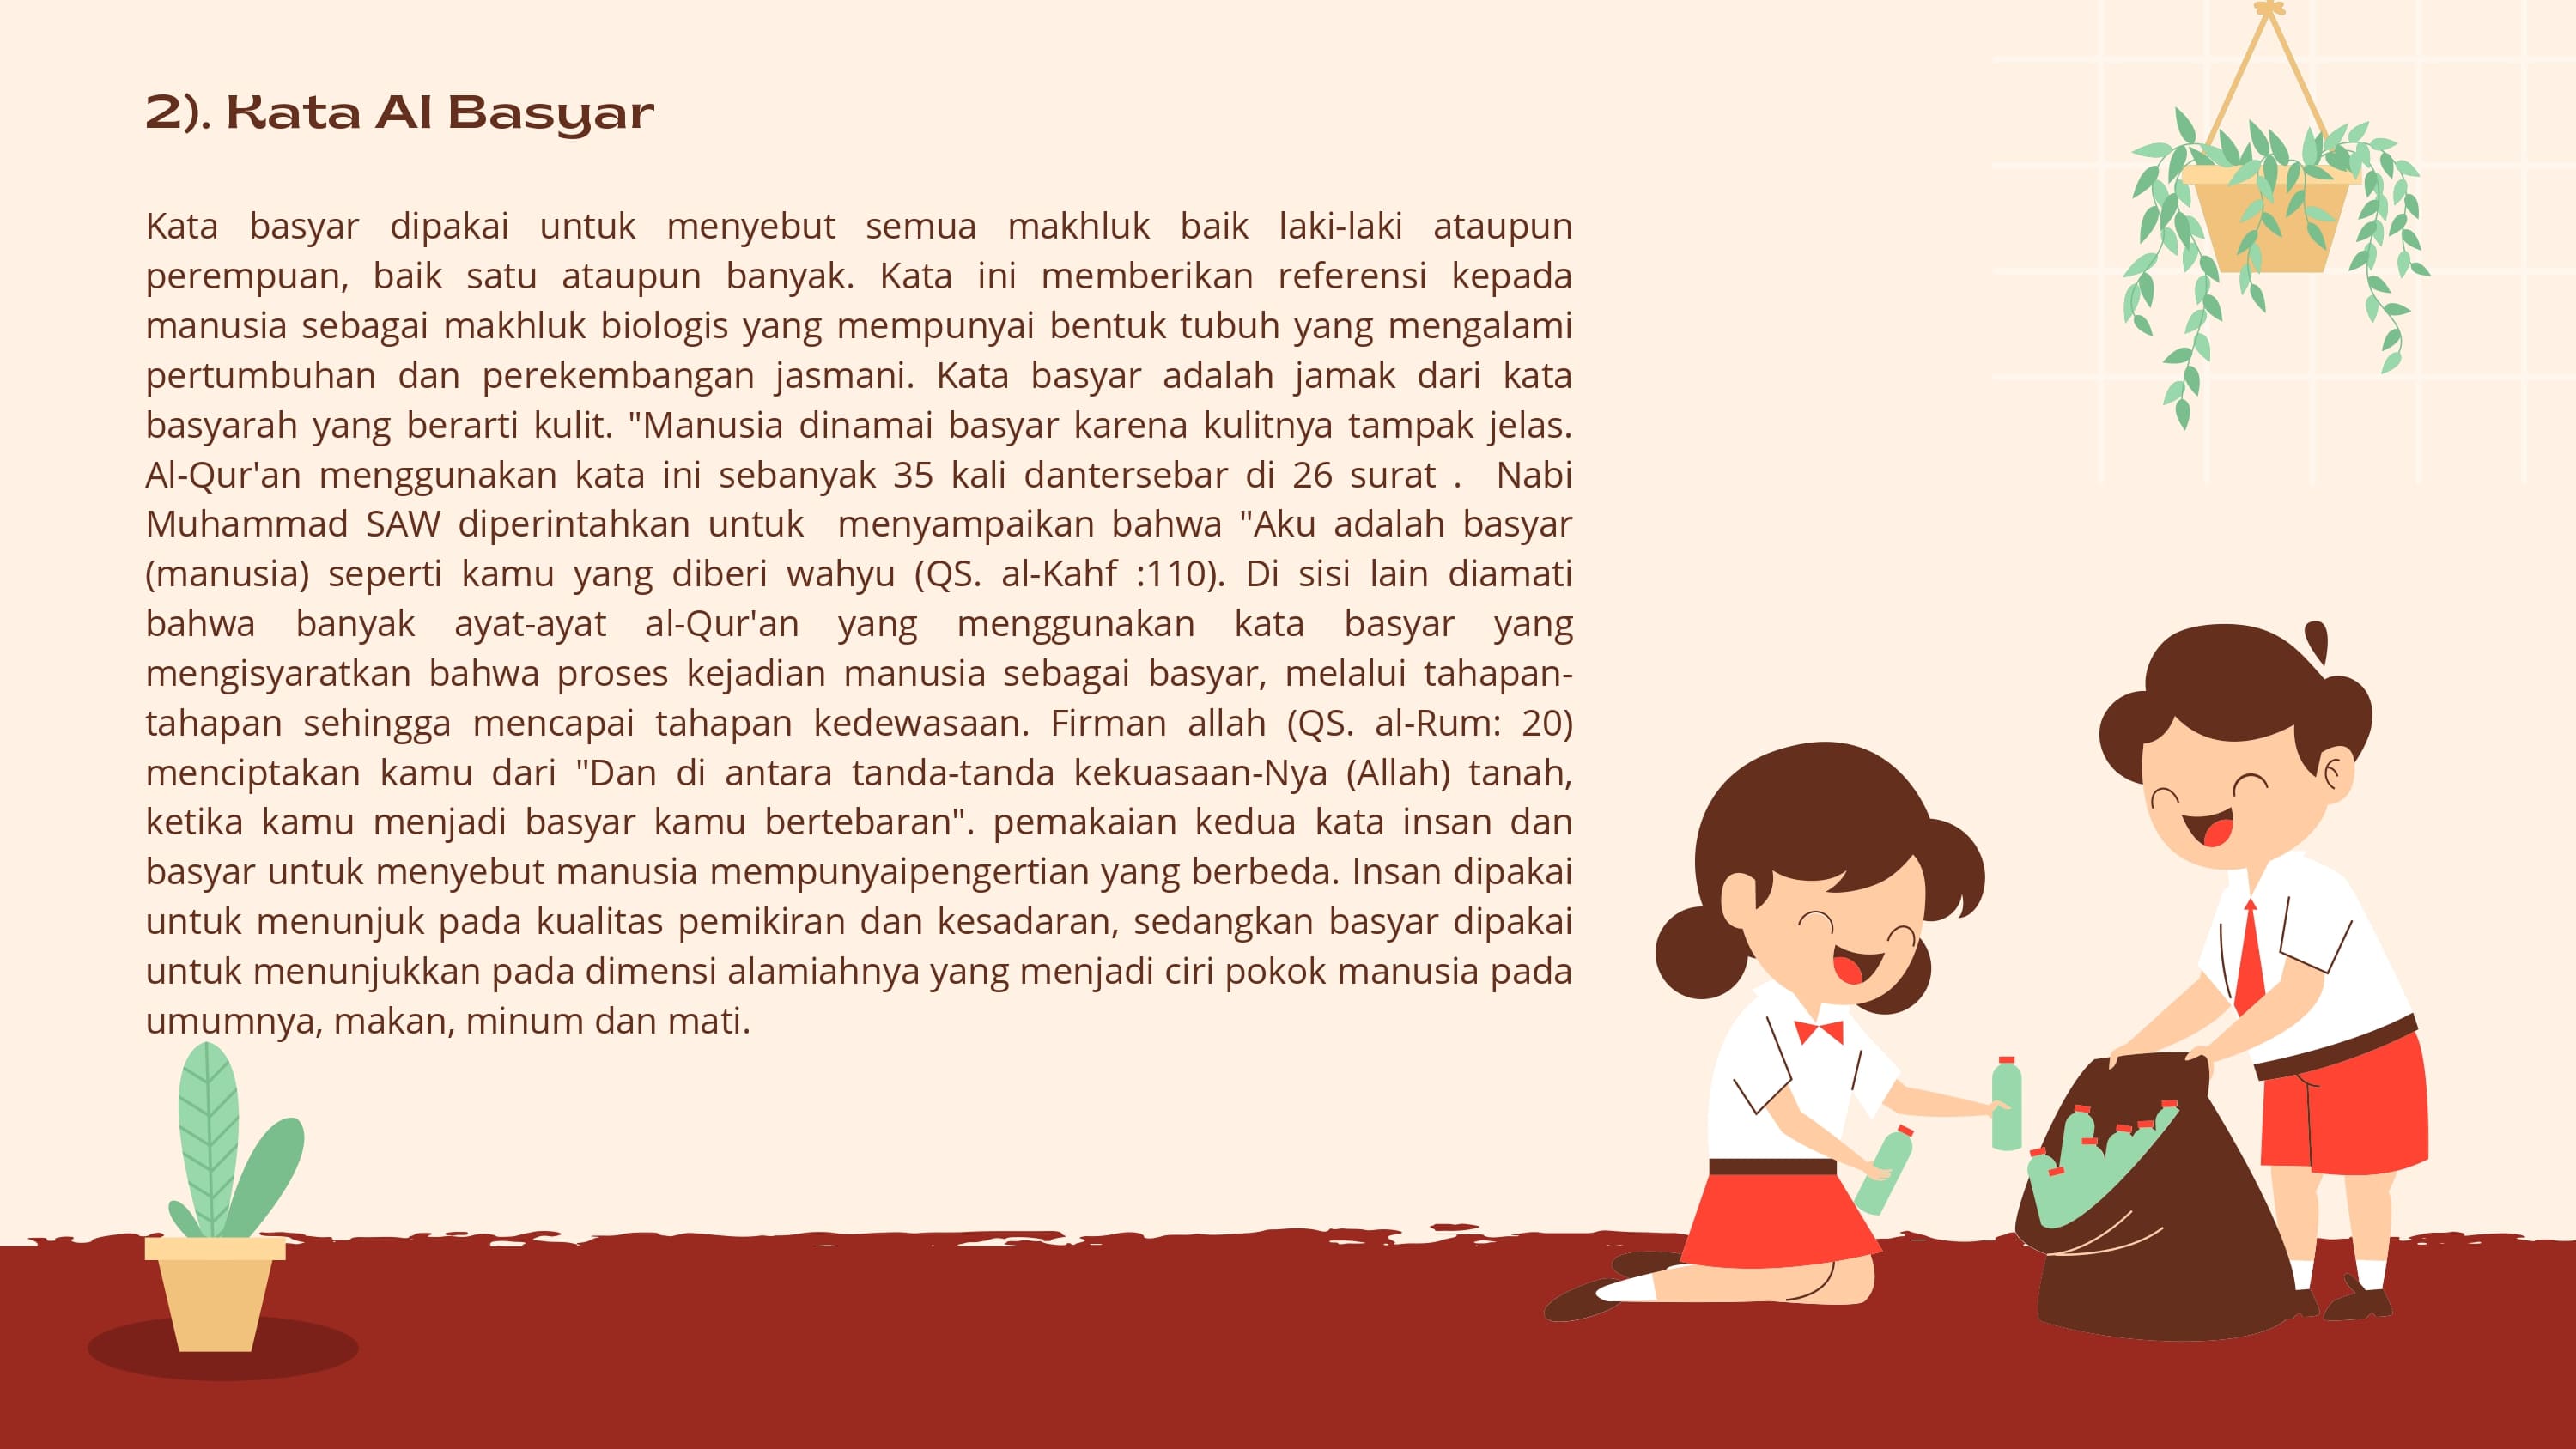 2). Kata Al Basyar
Kata basyar dipakai untuk menyebut semua makhluk baik laki-laki ataupun
perempuan, baik satu ataupun banyak. Kata ini memberikan referensi kepada
manusia sebagai makhluk biologis yang mempunyai bentuk tubuh yang mengalami
pertumbuhan dan perekembangan jasmani. Kata basyar adalah jamak dari kata
basyarah yang berarti kulit. "Manusia dinamai basyar karena kulitnya tampak jelas.
Al-Qur'an menggunakan kata ini sebanyak 35 kali dantersebar di 26 surat .  Nabi
Muhammad SAW diperintahkan untuk  menyampaikan bahwa "Aku adalah basyar
(manusia) seperti kamu yang diberi wahyu (QS. al-Kahf :110). Di sisi lain diamati
bahwa banyak ayat-ayat al-Qur'an yang menggunakan kata basyar yang
mengisyaratkan bahwa proses kejadian manusia sebagai basyar, melalui tahapan-
tahapan sehingga mencapai tahapan kedewasaan. Firman allah (QS. al-Rum: 20)
menciptakan kamu dari "Dan di antara tanda-tanda kekuasaan-Nya (Allah) tanah,
ketika kamu menjadi basyar kamu bertebaran". pemakaian kedua kata insan dan
basyar untuk menyebut manusia mempunyaipengertian yang berbeda. Insan dipakai
untuk menunjuk pada kualitas pemikiran dan kesadaran, sedangkan basyar dipakai
untuk menunjukkan pada dimensi alamiahnya yang menjadi ciri pokok manusia pada
umumnya, makan, minum dan mati.